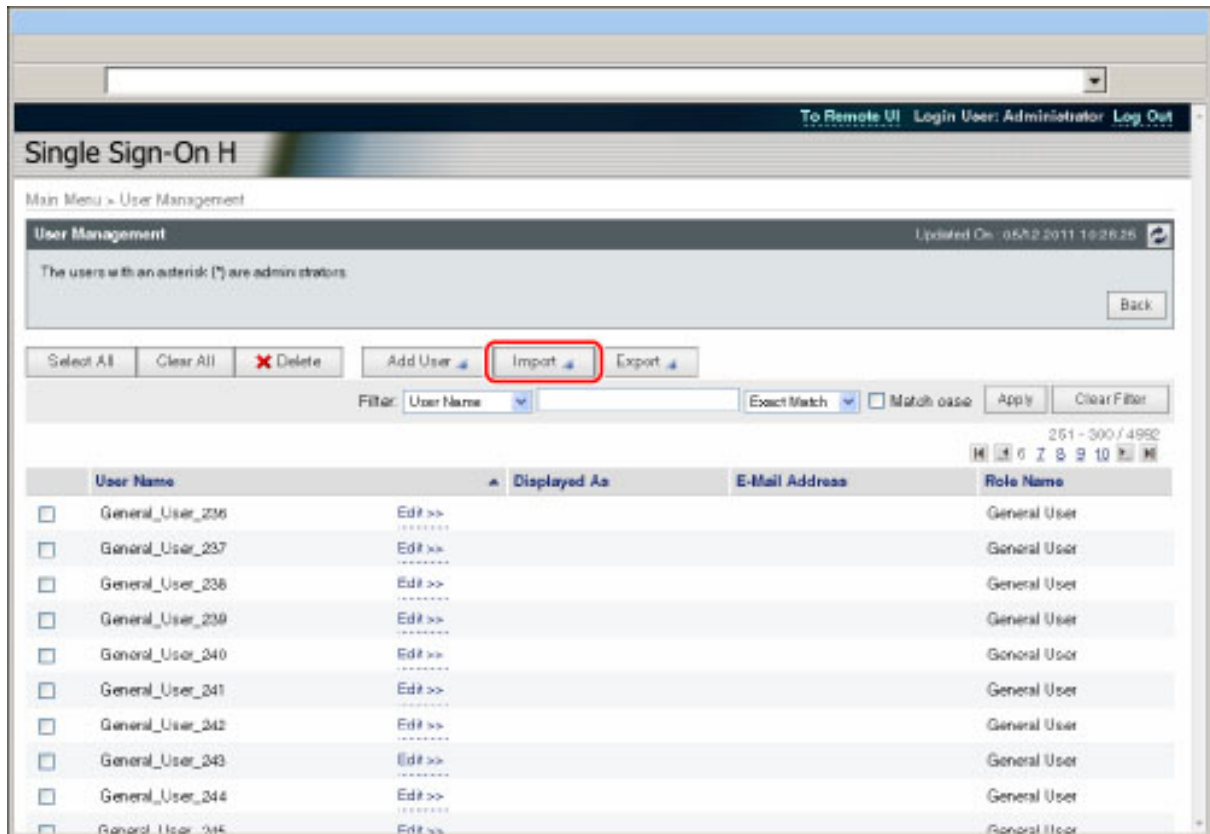 To Remote UI Login User: Administrator Log Out
Single Sign-On H
Main Menu > User Management
User Management Updated On : 05/12 2011 10:28:26
The users with an asterisk (*) are administrators.
Back
Select All Clear All Delete Add User Import Export
Filter: User Name Exact Match Match case Apply Clear Filter
251 - 300 / 4992
6 7 8 9 10
User Name Displayed As E-Mail Address Role Name
General_User_236 Edit >> General User
General_User_237 Edit >> General User
General_User_238 Edit >> General User
General_User_239 Edit >> General User
General_User_240 Edit >> General User
General_User_241 Edit >> General User
General_User_242 Edit >> General User
General_User_243 Edit >> General User
General_User_244 Edit >> General User
General_User_245 Edit >> General User